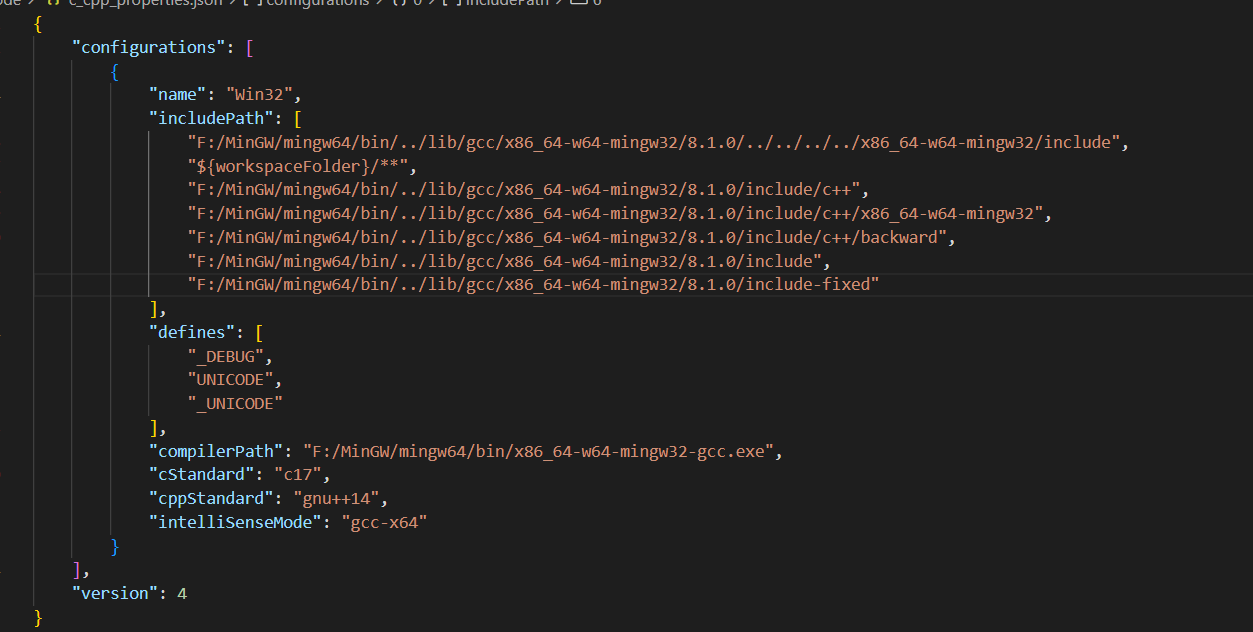 de > {} c_cpp_properties.json > [ ] configurations > {} 0 > [ ] includePath > 6
{
"configurations": [
{
"name": "Win32",
"includePath": [
"F:/MinGW/mingw64/bin/../lib/gcc/x86_64-w64-mingw32/8.1.0/../../../../x86_64-w64-mingw32/include",
"${workspaceFolder}/**",
"F:/MinGW/mingw64/bin/../lib/gcc/x86_64-w64-mingw32/8.1.0/include/c++",
"F:/MinGW/mingw64/bin/../lib/gcc/x86_64-w64-mingw32/8.1.0/include/c++/x86_64-w64-mingw32",
"F:/MinGW/mingw64/bin/../lib/gcc/x86_64-w64-mingw32/8.1.0/include/c++/backward",
"F:/MinGW/mingw64/bin/../lib/gcc/x86_64-w64-mingw32/8.1.0/include",
"F:/MinGW/mingw64/bin/../lib/gcc/x86_64-w64-mingw32/8.1.0/include-fixed"
],
"defines": [
"_DEBUG",
"UNICODE",
"_UNICODE"
],
"compilerPath": "F:/MinGW/mingw64/bin/x86_64-w64-mingw32-gcc.exe",
"cStandard": "c17",
"cppStandard": "gnu++14",
"intelliSenseMode": "gcc-x64"
}
],
"version": 4
}